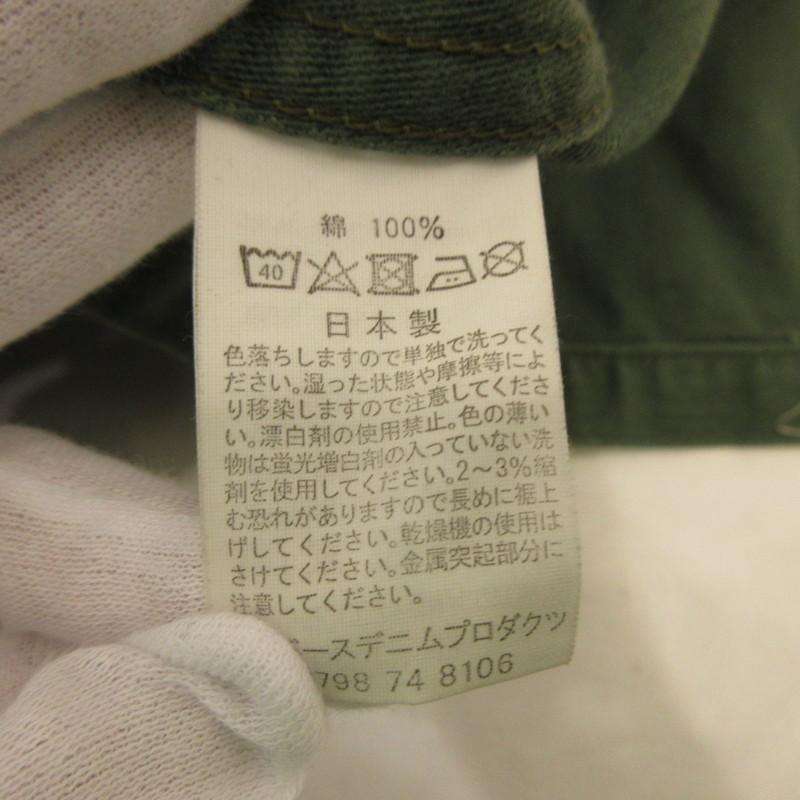 綿 100%
40
日本製
色落ちしますので単独で洗ってく
ださい。湿った状態や摩擦等によ
り移染しますので注意してくださ
い。漂白剤の使用禁止。色の薄い
物は蛍光増白剤の入っていない洗
剤を使用してください。2～3%縮
む恐れがありますので長めに裾上
げしてください。乾燥機の使用は
さけてください。金属突起部分に
注意してください。
ースデニムプロダクツ
798 74 8106